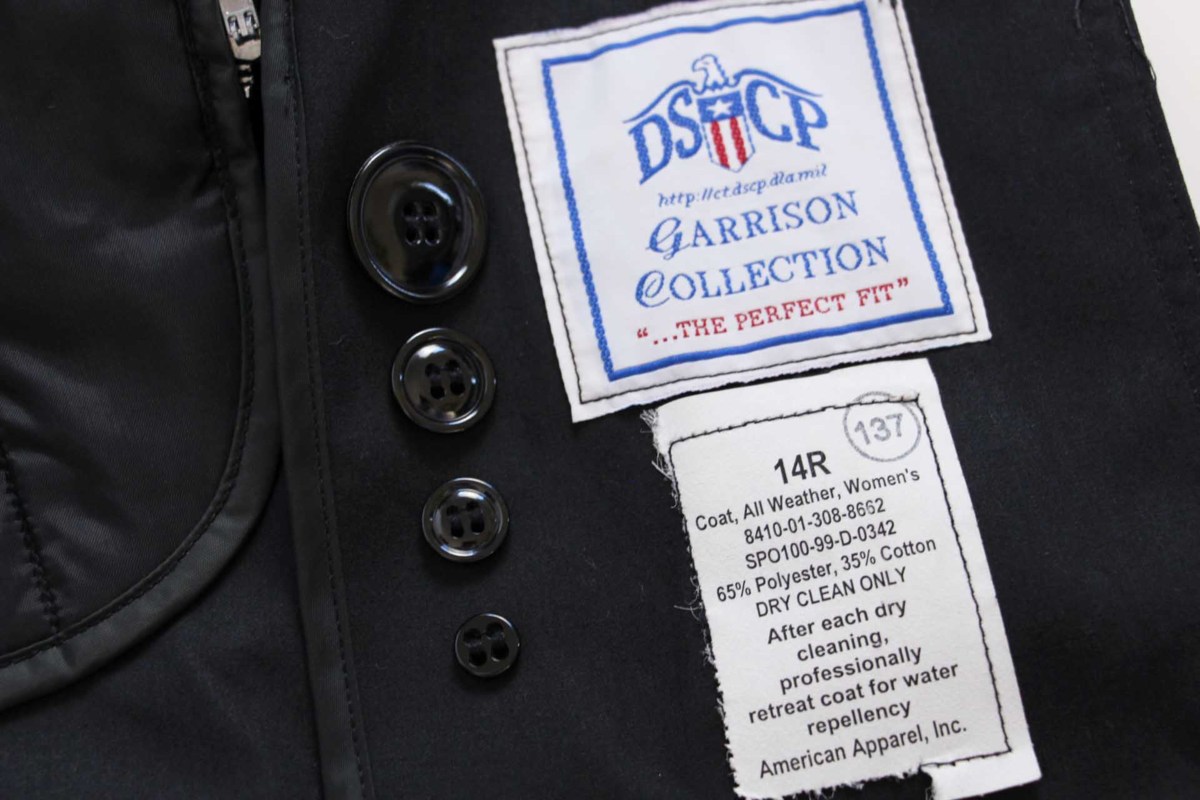 DSCP
http://ct.dscp.dla.mil
GARRISON
COLLECTION
"...THE PERFECT FIT"
137
14R
Coat, All Weather, Women's
8410-01-308-8662
SPO100-99-D-0342
65% Polyester, 35% Cotton
DRY CLEAN ONLY
After each dry
cleaning,
professionally
retreat coat for water
repellency
American Apparel, Inc.